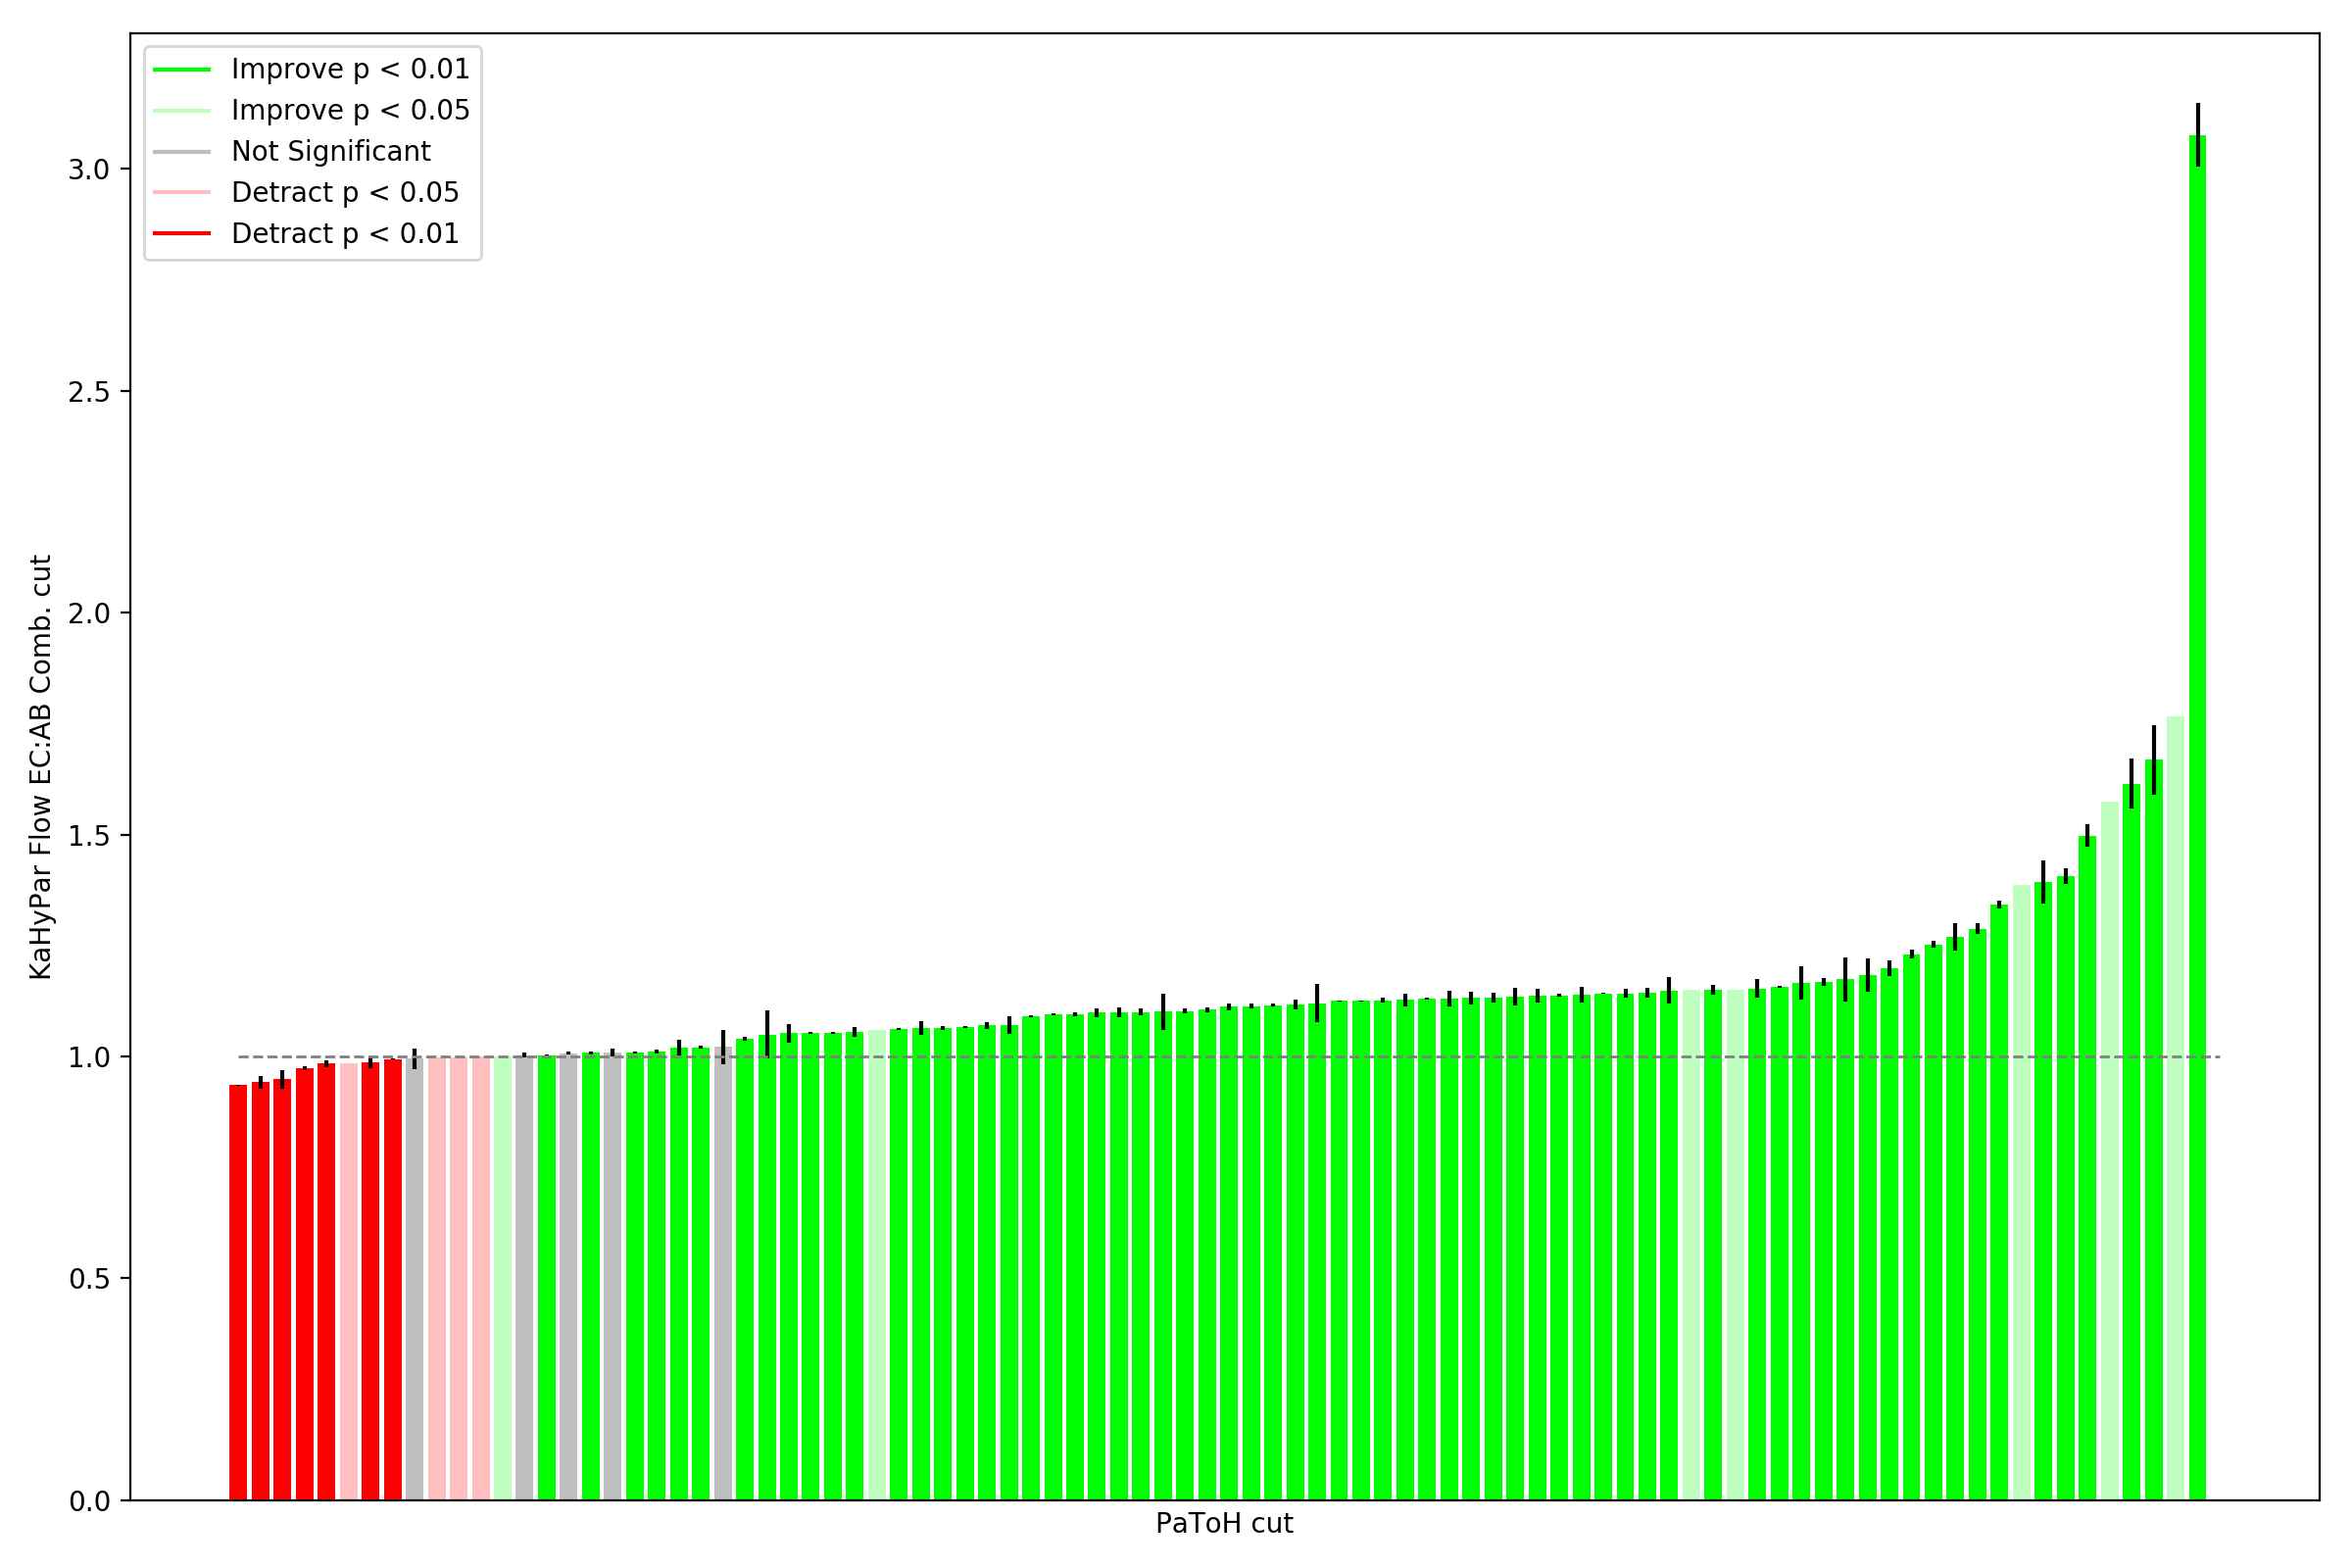 Improve p < 0.01
Improve p < 0.05
Not Significant
Detract p < 0.05
Detract p < 0.01
3.0
2.5
2.0
1.5
1.0
0.5
0.0
KaHyPar Flow EC:AB Comb. cut
PaToH cut